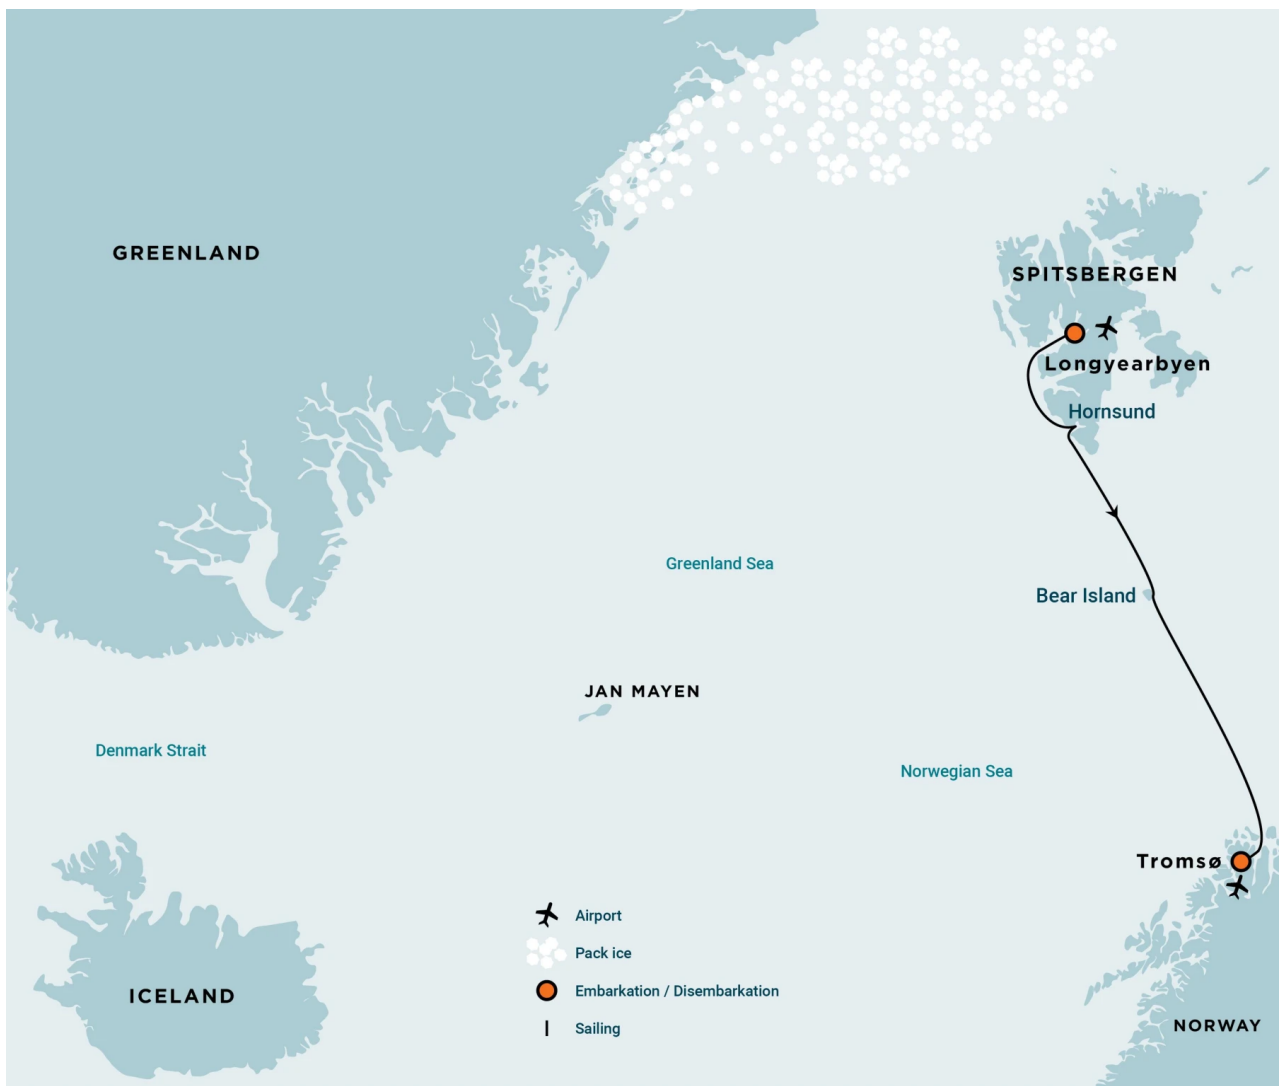 GREENLAND
SPITSBERGEN
Longyearbyen
Hornsund
Greenland Sea
Bear Island
JAN MAYEN
Denmark Strait
Norwegian Sea
Tromsø
Airport
Pack ice
Embarkation / Disembarkation
Sailing
ICELAND
NORWAY